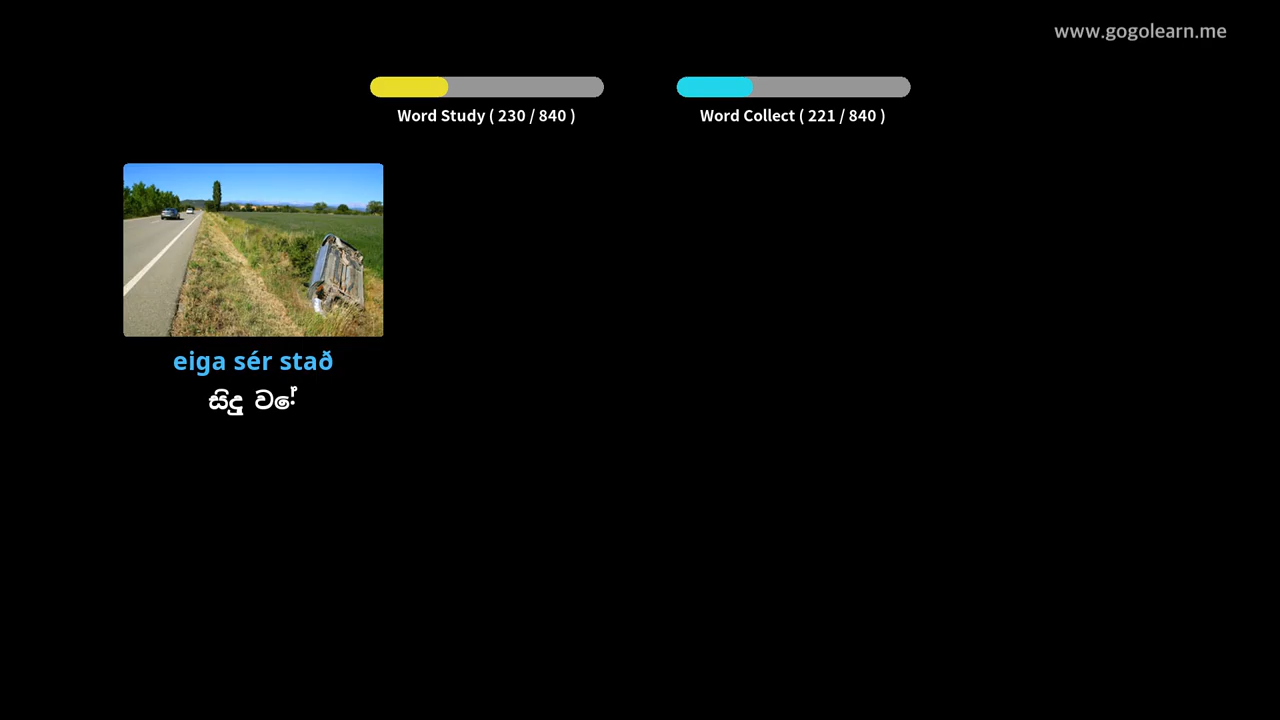 www.gogolearn.me
Word Study ( 230 / 840 )
Word Collect ( 221 / 840 )
eiga sér stað
සිදු වේ.